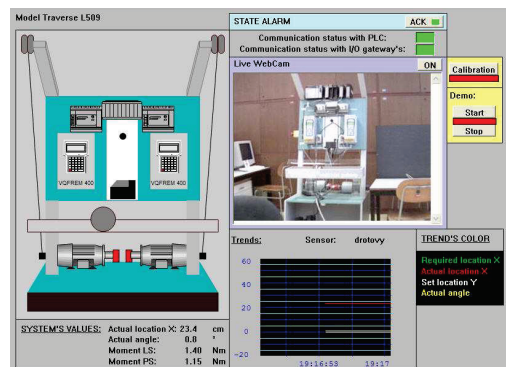 Model Traverse L509
STATE ALARM
ACK
Communication status with PLC:
Communication status with I/O gateway's:
Live WebCam
ON
Calibration
Demo:
Start
Stop
VQFREM 400
VQFREM 400
Trends:
Sensor:
drotovy
60
40
20
0
-20
19:16:53
19:17
TREND'S COLOR
Required location X
Actual location X
Set location Y
Actual angle
SYSTEM'S VALUES:
Actual location X: 23.4 cm
Actual angle: 0.0 °
Moment LS: 1.40 Nm
Moment PS: 1.15 Nm